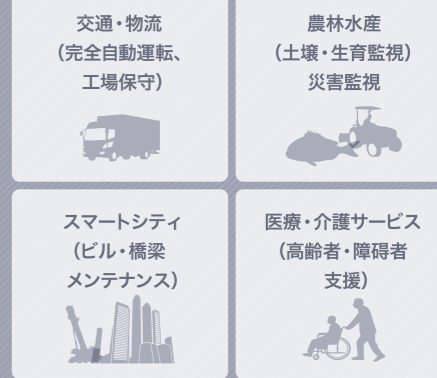 交通・物流
（完全自動運転、
工場保守）
農林水産
（土壌・生育監視）
災害監視
スマートシティ
（ビル・橋梁
メンテナンス）
医療・介護サービス
（高齢者・障碍者
支援）